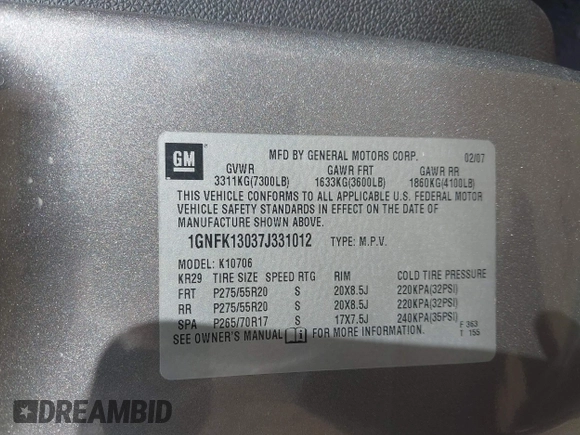 GM
MFD BY GENERAL MOTORS CORP. 02/07
GVWR GAWR FRT GAWR RR
3311KG(7300LB) 1633KG(3600LB) 1860KG(4100LB)
THIS VEHICLE CONFORMS TO ALL APPLICABLE U.S. FEDERAL MOTOR
VEHICLE SAFETY STANDARDS IN EFFECT ON THE DATE OF
MANUFACTURE SHOWN ABOVE.
1GNFK13037J331012 TYPE: M.P.V.
MODEL: K10706
KR29 TIRE SIZE SPEED RTG RIM COLD TIRE PRESSURE
FRT P275/55R20 S 20X8.5J 220KPA(32PSI)
RR P275/55R20 S 20X8.5J 220KPA(32PSI)
SPA P265/70R17 S 17X7.5J 240KPA(35PSI)
SEE OWNER'S MANUAL FOR MORE INFORMATION.
F 363
T 155
DREAMBID